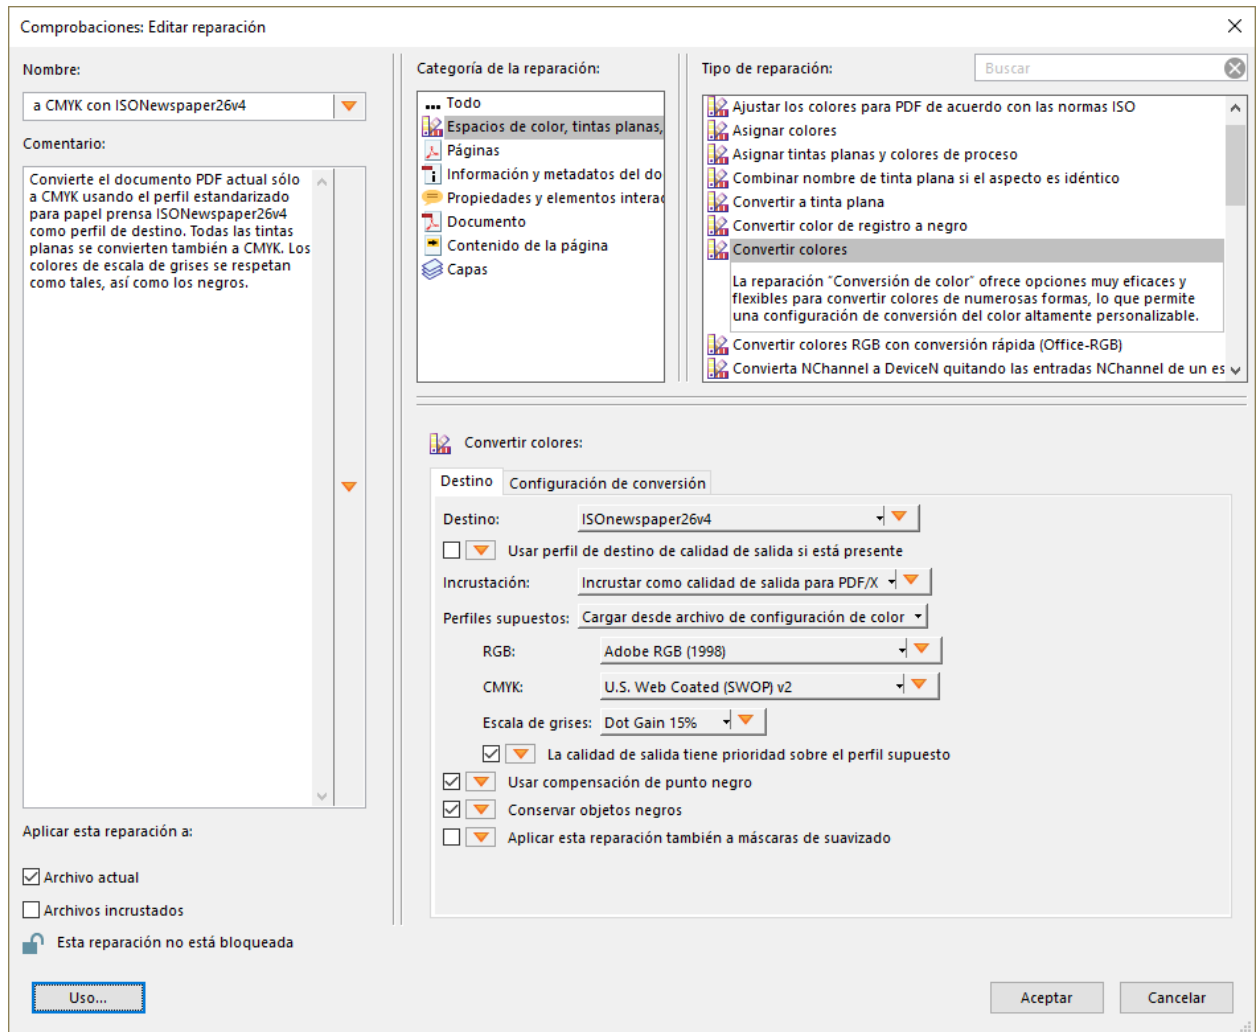 Comprobaciones: Editar reparación
Nombre:
a CMYK con ISONewspaper26v4
Comentario:
Convierte el documento PDF actual sólo
a CMYK usando el perfil estandarizado
para papel prensa ISONewspaper26v4
como perfil de destino. Todas las tintas
planas se convierten también a CMYK. Los
colores de escala de grises se respetan
como tales, así como los negros.
Aplicar esta reparación a:
Archivo actual
Archivos incrustados
Esta reparación no está bloqueada
Uso...
Categoría de la reparación:
Todo
Espacios de color, tintas planas,
Páginas
Información y metadatos del do
Propiedades y elementos interac
Documento
Contenido de la página
Capas
Tipo de reparación:
Buscar
Ajustar los colores para PDF de acuerdo con las normas ISO
Asignar colores
Asignar tintas planas y colores de proceso
Combinar nombre de tinta plana si el aspecto es idéntico
Convertir a tinta plana
Convertir color de registro a negro
Convertir colores
La reparación "Conversión de color" ofrece opciones muy eficaces y
flexibles para convertir colores de numerosas formas, lo que permite
una configuración de conversión del color altamente personalizable.
Convertir colores RGB con conversión rápida (Office-RGB)
Convierta NChannel a DeviceN quitando las entradas NChannel de un es
Convertir colores:
Destino
Configuración de conversión
Destino: ISOnewspaper26v4
Usar perfil de destino de calidad de salida si está presente
Incrustación: Incrustar como calidad de salida para PDF/X
Perfiles supuestos: Cargar desde archivo de configuración de color
RGB: Adobe RGB (1998)
CMYK: U.S. Web Coated (SWOP) v2
Escala de grises: Dot Gain 15%
La calidad de salida tiene prioridad sobre el perfil supuesto
Usar compensación de punto negro
Conservar objetos negros
Aplicar esta reparación también a máscaras de suavizado
Aceptar
Cancelar